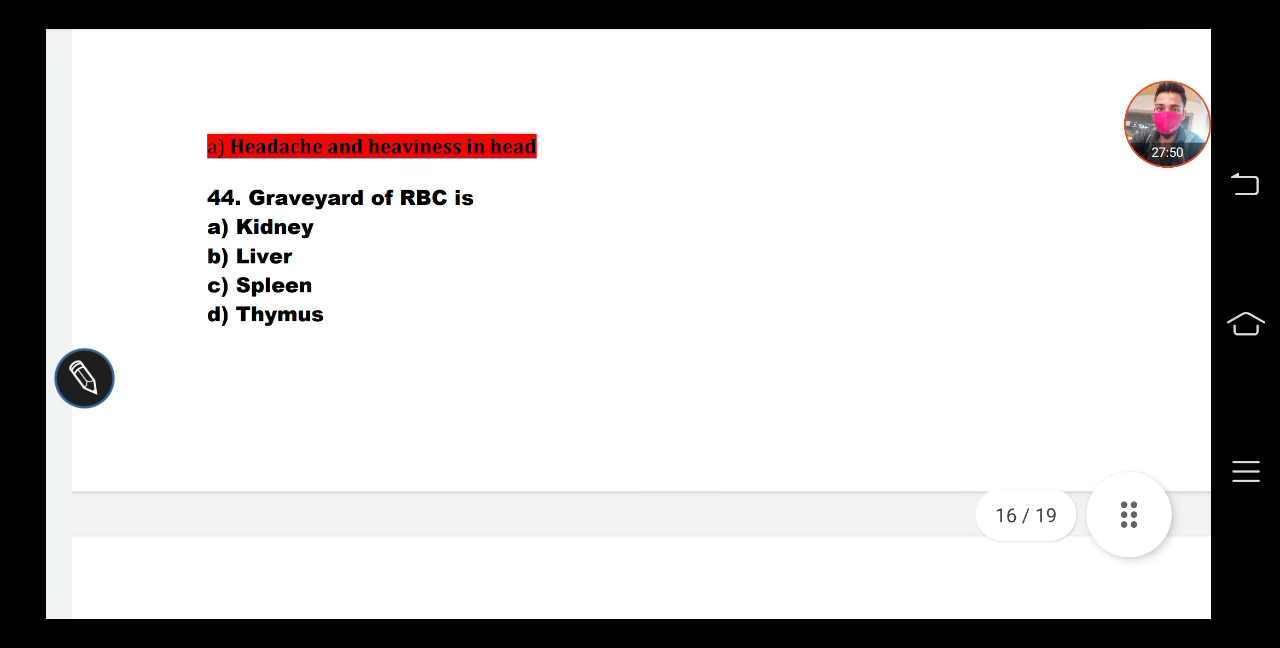 a) Headache and heaviness in head
44. Graveyard of RBC is
a) Kidney
b) Liver
c) Spleen
d) Thymus
27:50
16 / 19